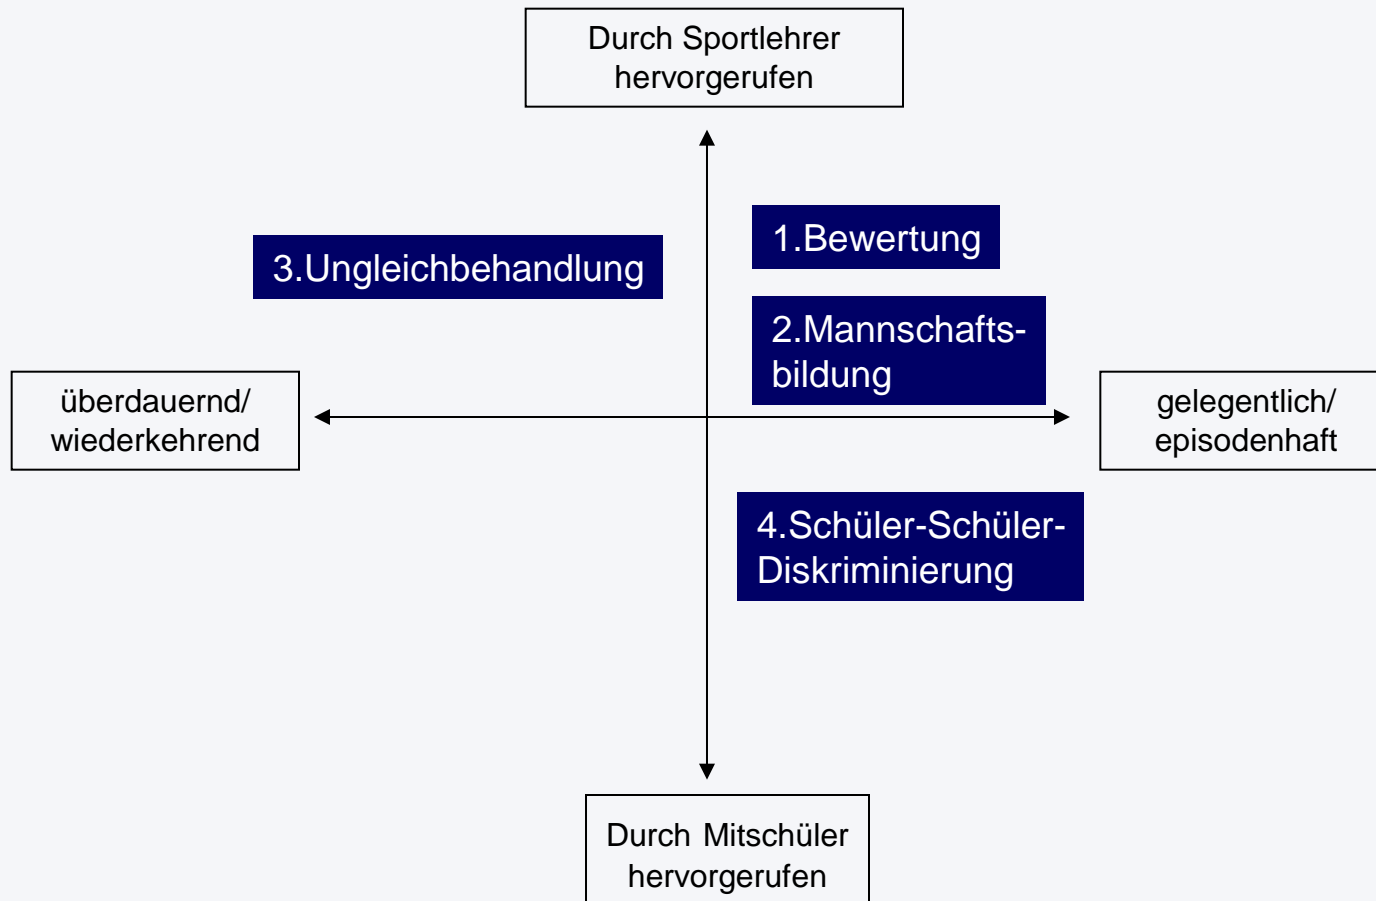 Durch Sportlehrer
hervorgerufen
1.Bewertung
3.Ungleichbehandlung
2.Mannschafts-
bildung
überdauernd/
wiederkehrend
gelegentlich/
episodenhaft
4.Schüler-Schüler-
Diskriminierung
Durch Mitschüler
hervorgerufen